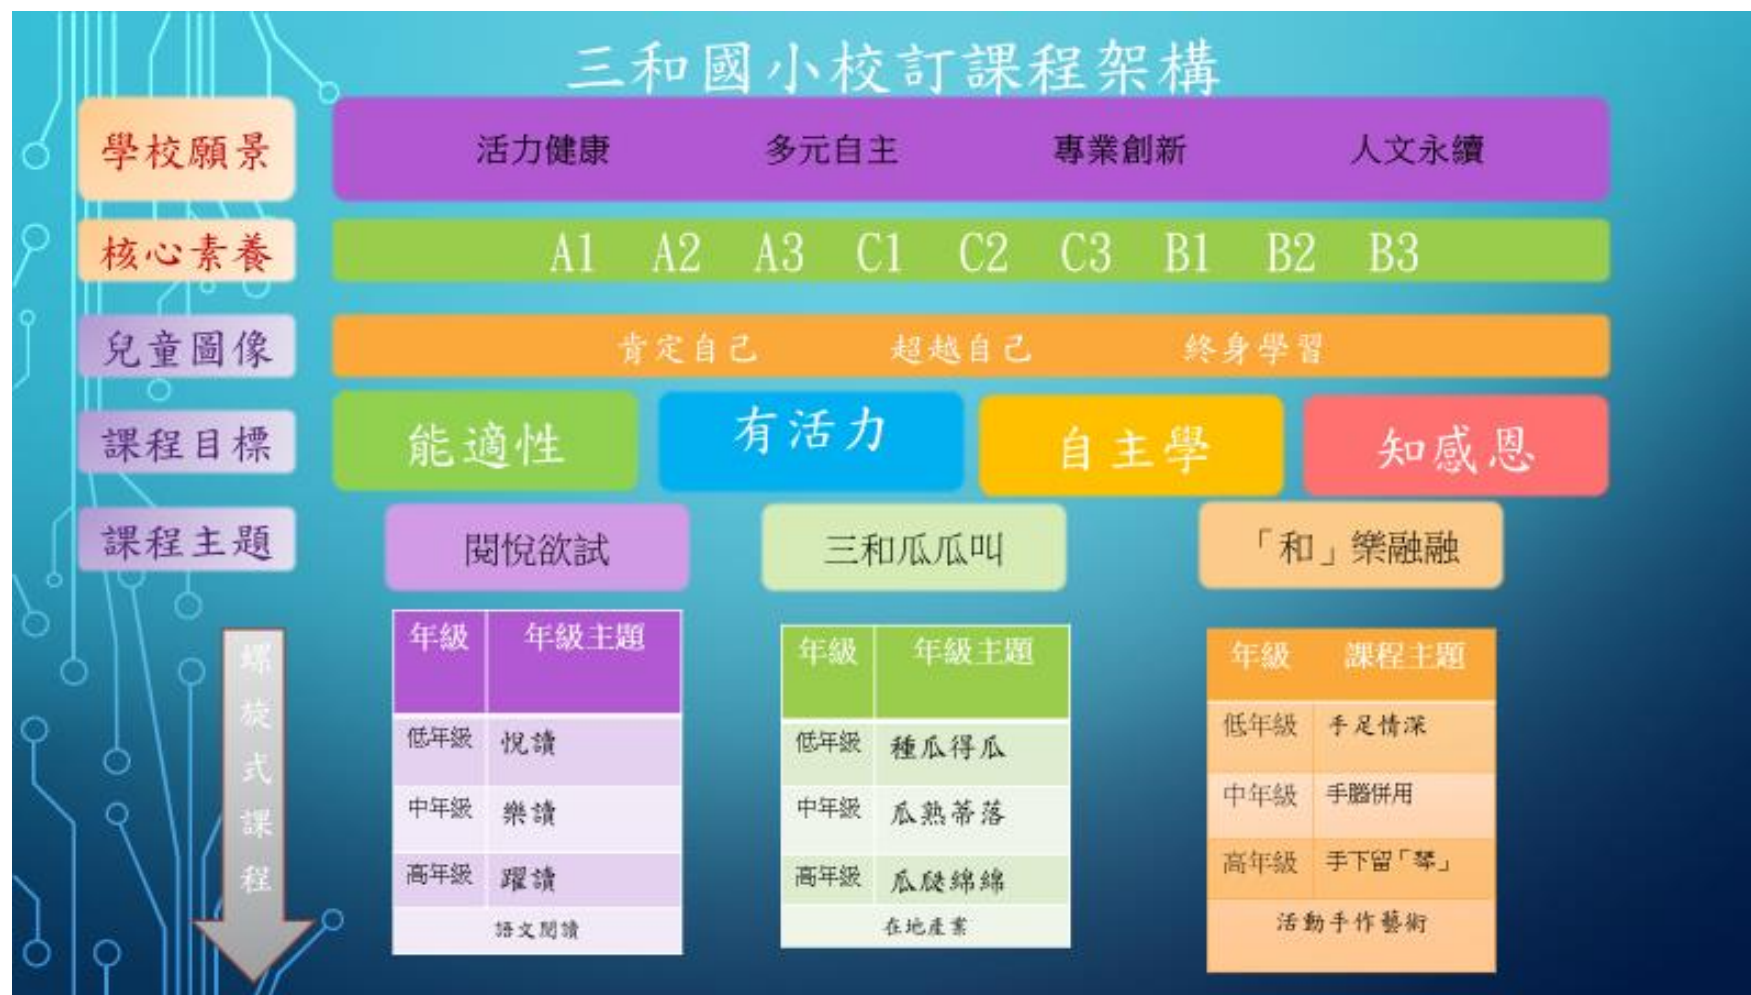 三和國小校訂課程架構
學校願景 活力健康 多元自主 專業創新 人文永續
核心素養 A1 A2 A3 C1 C2 C3 B1 B2 B3
兒童圖像 肯定自己 超越自己 終身學習
課程目標 能適性 有活力 自主學 知感恩
課程主題 閱悅欲試 三和瓜瓜叫 「和」樂融融
螺旋式課程
年級 年級主題
低年級 悅讀
中年級 樂讀
高年級 躍讀
語文閱讀
年級 年級主題
低年級 種瓜得瓜
中年級 瓜熟蒂落
高年級 瓜瓞綿綿
在地產業
年級 課程主題
低年級 手足情深
中年級 手腦併用
高年級 手下留「琴」
活動手作藝術